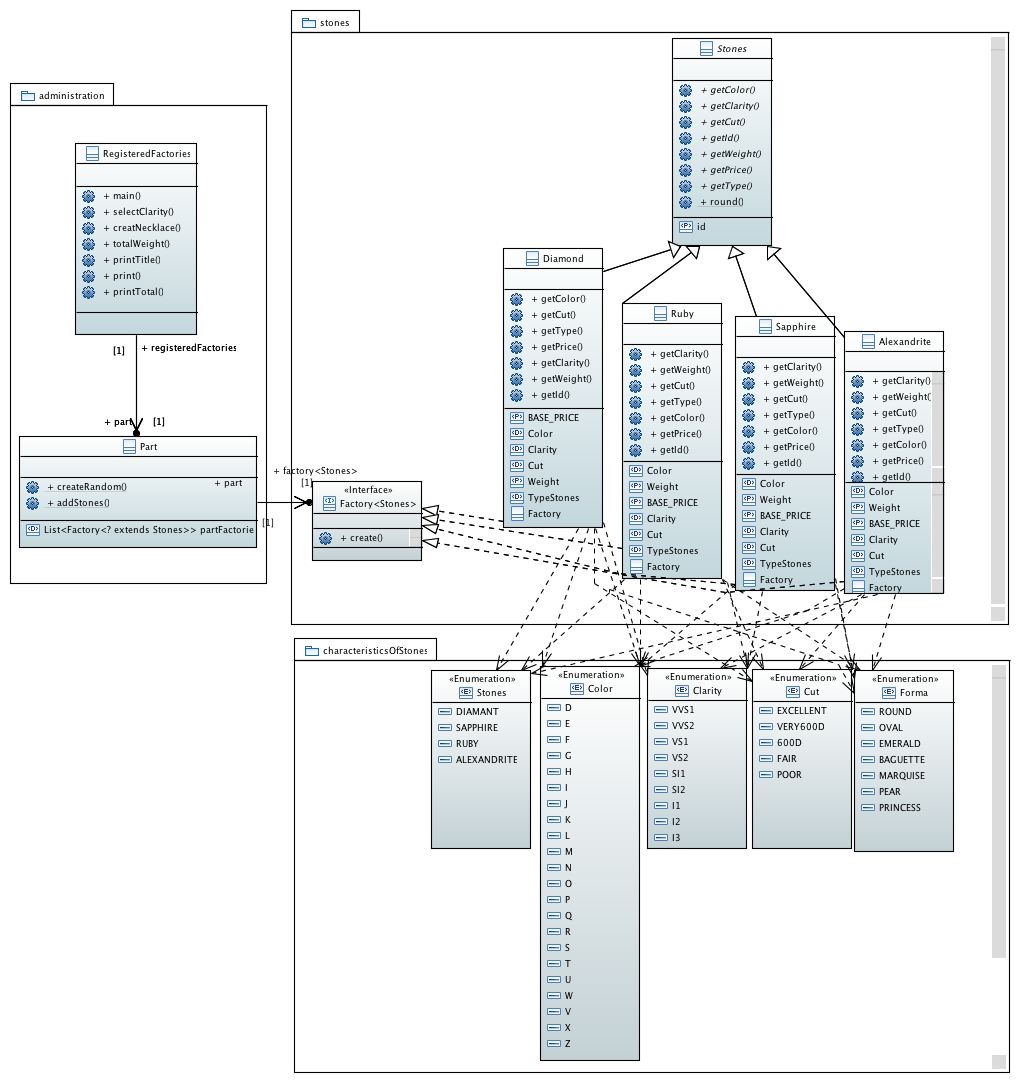 stones
Stones
+ getColor()
+ getClarity()
+ getCut()
+ getId()
+ getWeight()
+ getPrice()
+ getType()
+ round()
id
administration
RegisteredFactories
+ main()
+ selectClarity()
+ creatNecklace()
+ totalWeight()
+ printTitle()
+ print()
+ printTotal()
[1]
+ registeredFactories
+ part
[1]
Part
+ createRandom()
+ addStones()
List<Factory<? extends Stones>> partFactorie
+ part
[1]
+ factory<Stones>
[1]
«Interface»
Factory<Stones>
+ create()
Diamond
+ getColor()
+ getCut()
+ getType()
+ getPrice()
+ getClarity()
+ getWeight()
+ getId()
BASE_PRICE
Color
Clarity
Cut
Weight
TypeStones
Factory
Ruby
+ getClarity()
+ getWeight()
+ getCut()
+ getType()
+ getColor()
+ getPrice()
+ getId()
Color
Weight
BASE_PRICE
Clarity
Cut
TypeStones
Factory
Sapphire
+ getClarity()
+ getWeight()
+ getCut()
+ getType()
+ getColor()
+ getPrice()
+ getId()
Color
Weight
BASE_PRICE
Clarity
Cut
TypeStones
Factory
Alexandrite
+ getClarity()
+ getWeight(
+ getCut()
+ getType()
+ getColor()
+ getPrice()
+ getId()
Color
Weight
BASE_PRICE
Clarity
Cut
TypeStones
Factory
characteristicsOfStones
«Enumeration»
Stones
DIAMANT
SAPPHIRE
RUBY
ALEXANDRITE
«Enumeration»
Color
D
E
F
G
H
I
J
K
L
M
N
O
P
Q
R
S
T
U
W
V
X
Z
«Enumeration»
Clarity
VVS1
VVS2
VS1
VS2
SI1
SI2
I1
I2
I3
«Enumeration»
Cut
EXCELLENT
VERY600D
600D
FAIR
POOR
«Enumeration»
Forma
ROUND
OVAL
EMERALD
BAGUETTE
MARQUISE
PEAR
PRINCESS